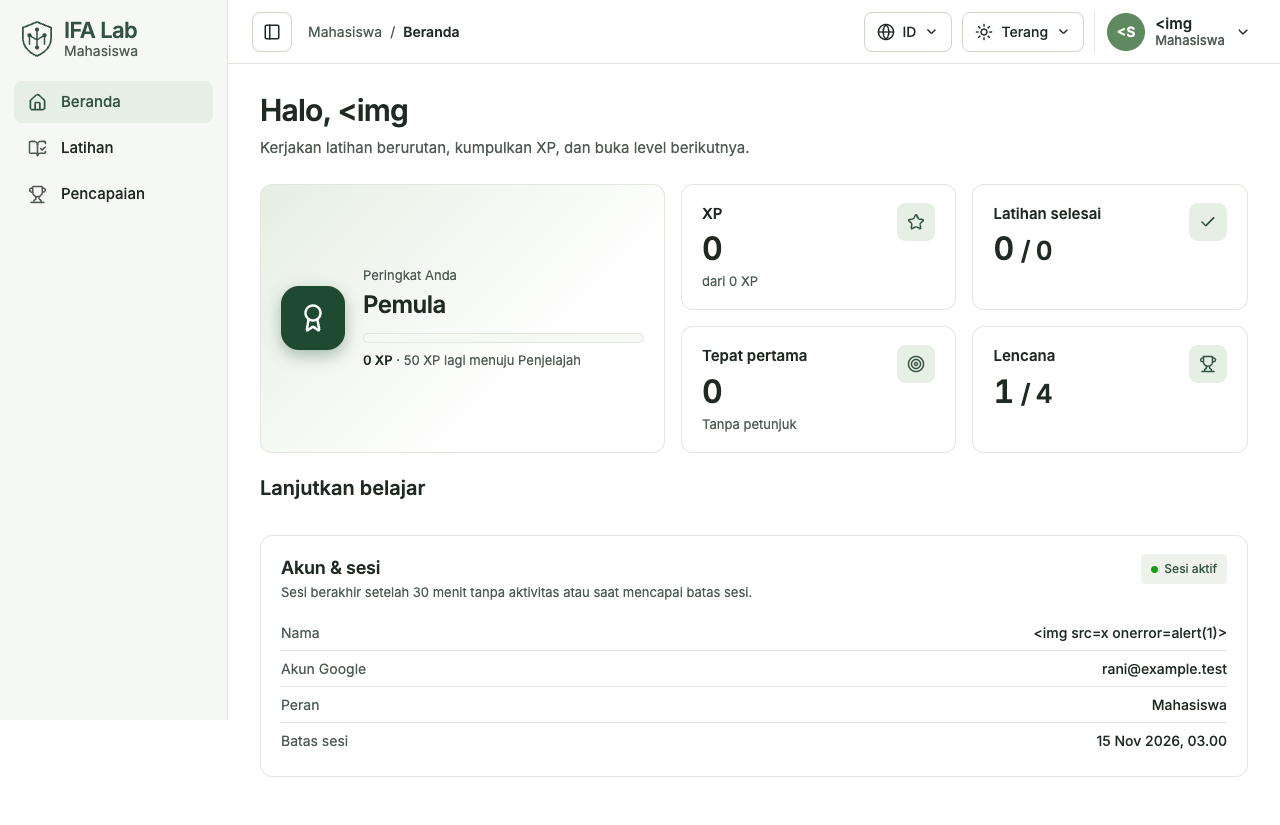 IFA Lab
Mahasiswa
Beranda
Latihan
Pencapaian
Mahasiswa / Beranda
ID
Terang
<S
<img
Mahasiswa
Halo, <img
Kerjakan latihan berurutan, kumpulkan XP, dan buka level berikutnya.
Peringkat Anda
Pemula
0 XP · 50 XP lagi menuju Penjelajah
XP
0
dari 0 XP
Latihan selesai
0 / 0
Tepat pertama
0
Tanpa petunjuk
Lencana
1 / 4
Lanjutkan belajar
Akun & sesi
Sesi aktif
Sesi berakhir setelah 30 menit tanpa aktivitas atau saat mencapai batas sesi.
Nama <img src=x onerror=alert(1)>
Akun Google rani@example.test
Peran Mahasiswa
Batas sesi 15 Nov 2026, 03.00